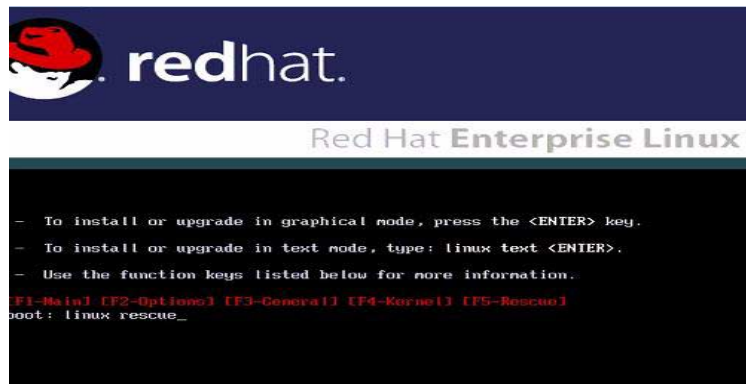 redhat.
Red Hat Enterprise Linux
- To install or upgrade in graphical mode, press the <ENTER> key.
- To install or upgrade in text mode, type: linux text <ENTER>.
- Use the function keys listed below for more information.
[F1-Main] [F2-Options] [F3-General] [F4-Kernel] [F5-Rescue]
boot: linux rescue_